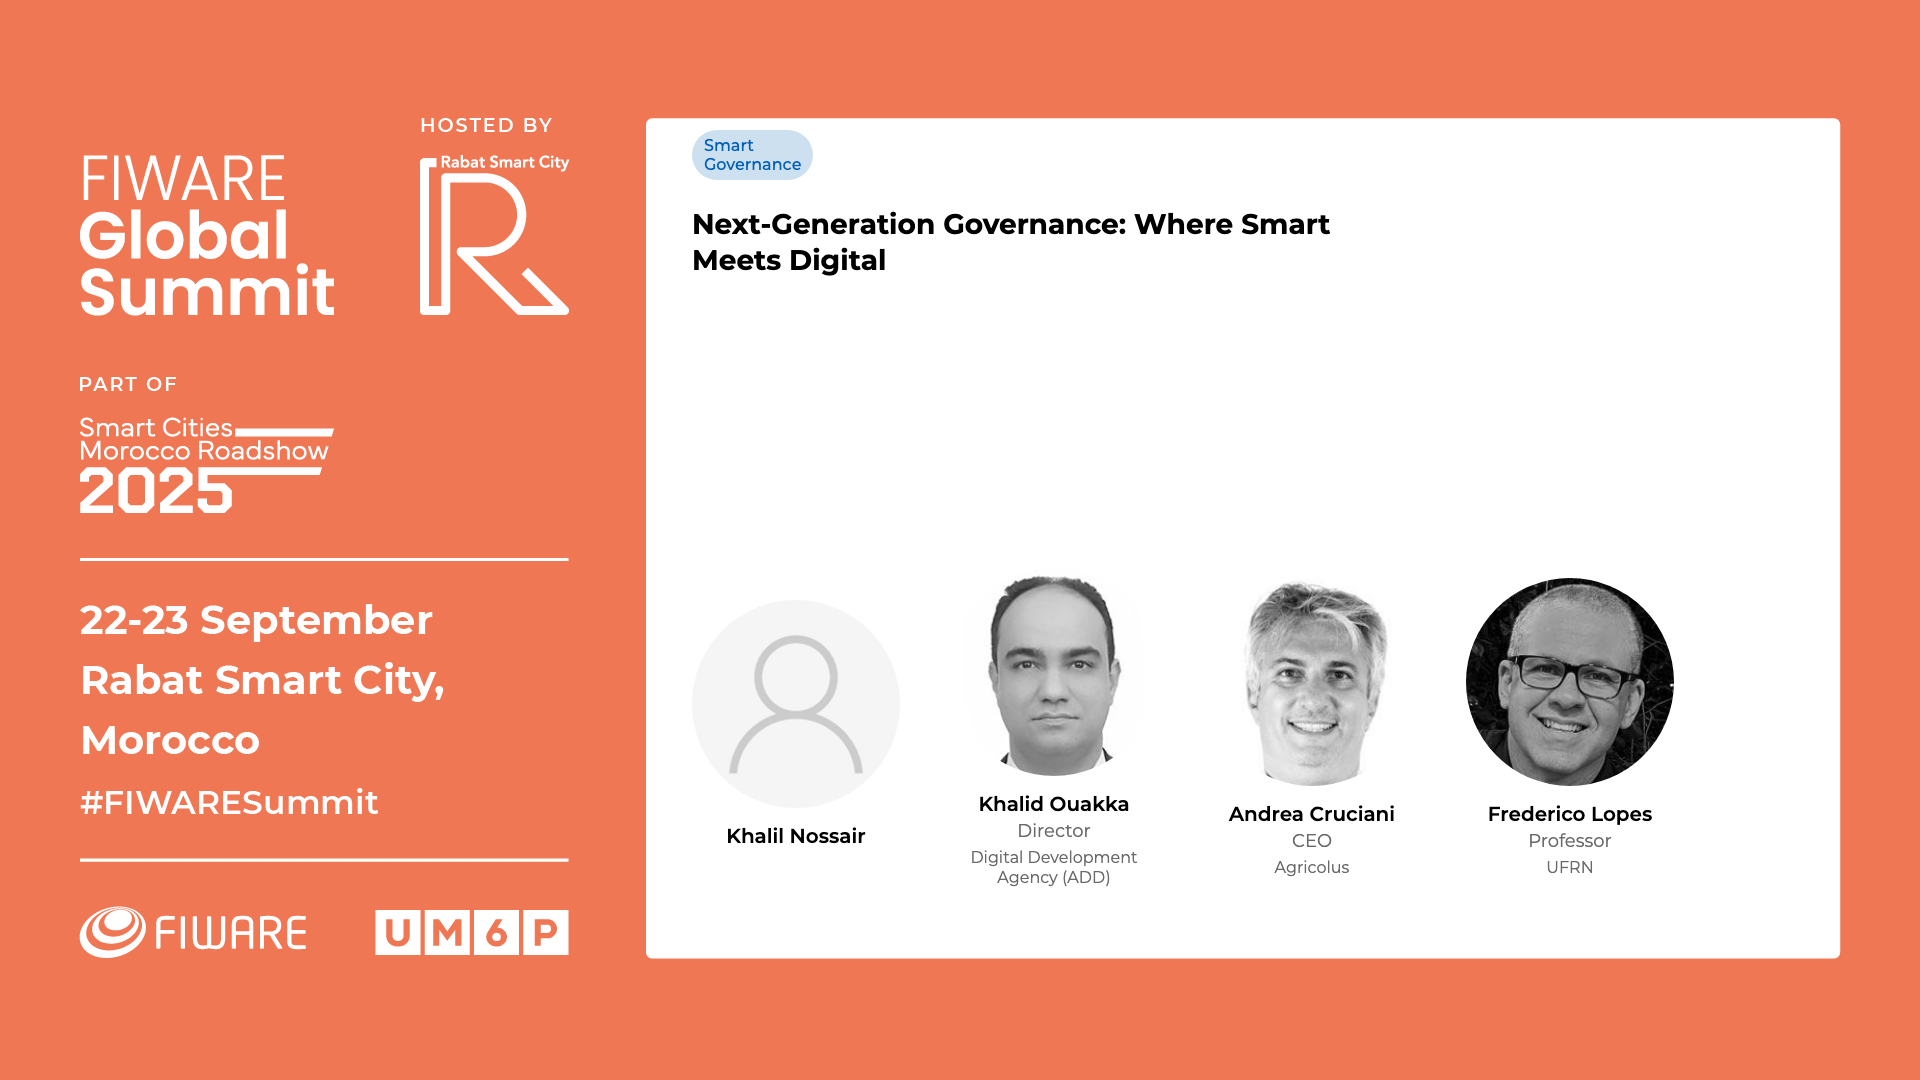 FIWARE
Global
Summit
HOSTED BY
Rabat Smart City
R
PART OF
Smart Cities
Morocco Roadshow
2025
22-23 September
Rabat Smart City,
Morocco
#FIWARESummit
FIWARE
UM6P
Smart
Governance
Next-Generation Governance: Where Smart
Meets Digital
Khalil Nossair
Khalid Ouakka
Director
Digital Development
Agency (ADD)
Andrea Cruciani
CEO
Agricolus
Frederico Lopes
Professor
UFRN